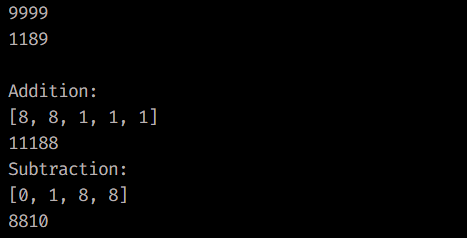 9999
1189
Addition:
[8, 8, 1, 1, 1]
11188
Subtraction:
[0, 1, 8, 8]
8810